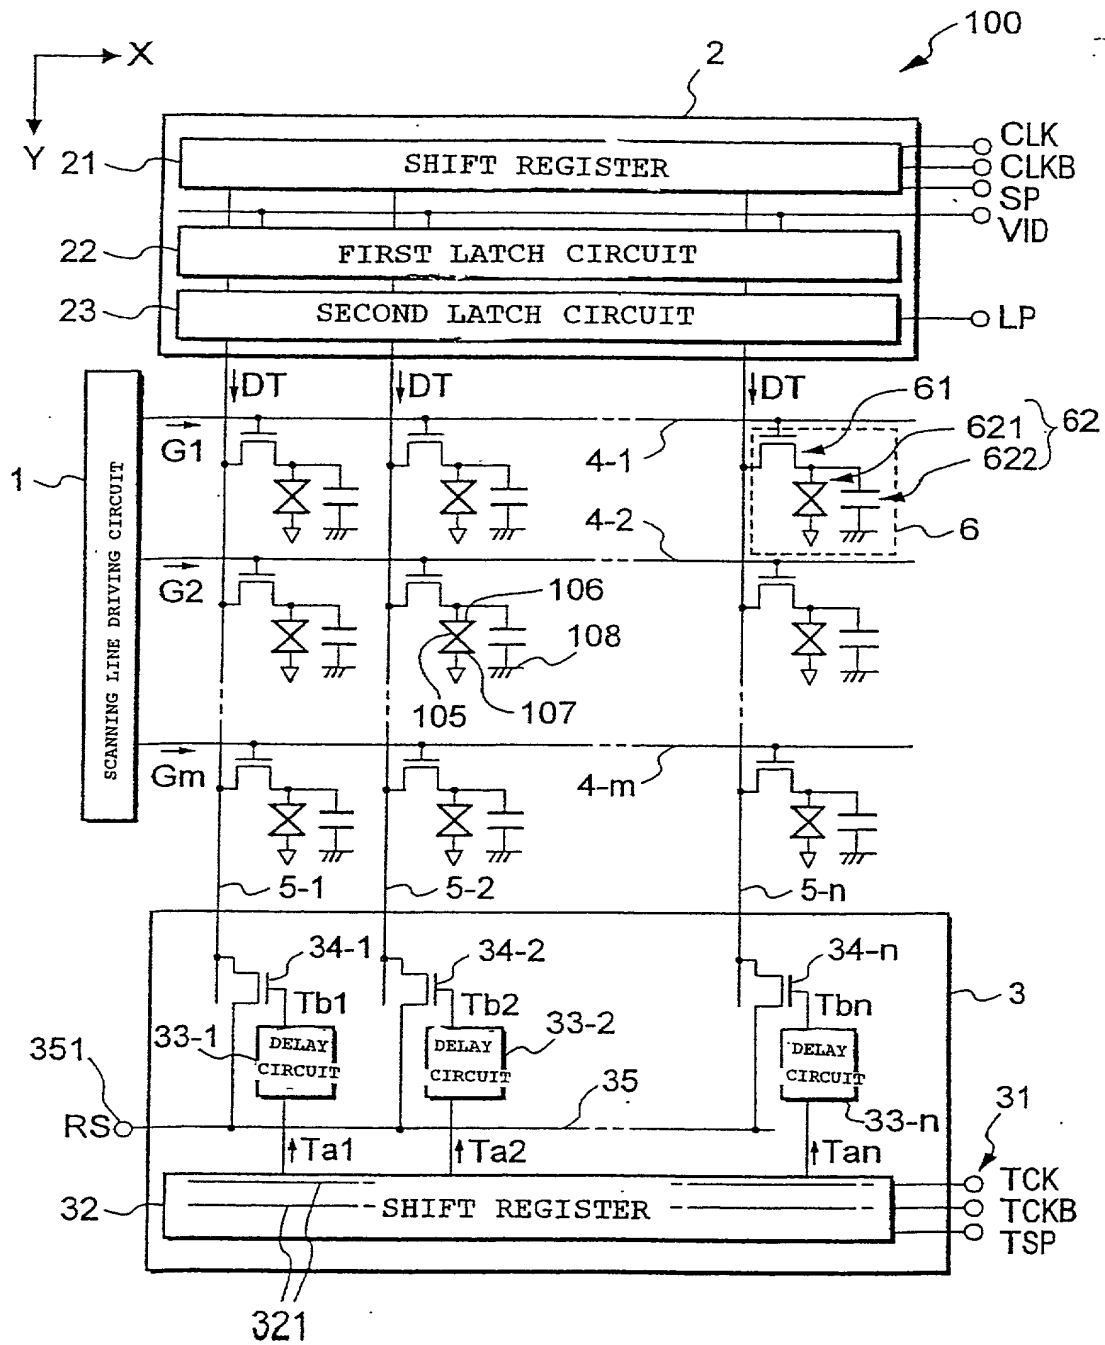 100
X
Y
2
21
SHIFT REGISTER
CLK
CLKB
SP
VID
22
FIRST LATCH CIRCUIT
23
SECOND LATCH CIRCUIT
LP
DT
DT
DT
61
621
62
622
1
SCANNING LINE DRIVING CIRCUIT
G1
4-1
6
4-2
G2
106
108
105
107
Gm
4-m
5-1
5-2
5-n
34-1
34-2
34-n
3
Tb1
Tb2
Tbn
33-1
33-2
351
DELAY
CIRCUIT
DELAY
CIRCUIT
DELAY
CIRCUIT
35
31
RS
33-n
Ta1
Ta2
Tan
32
SHIFT REGISTER
TCK
TCKB
TSP
321